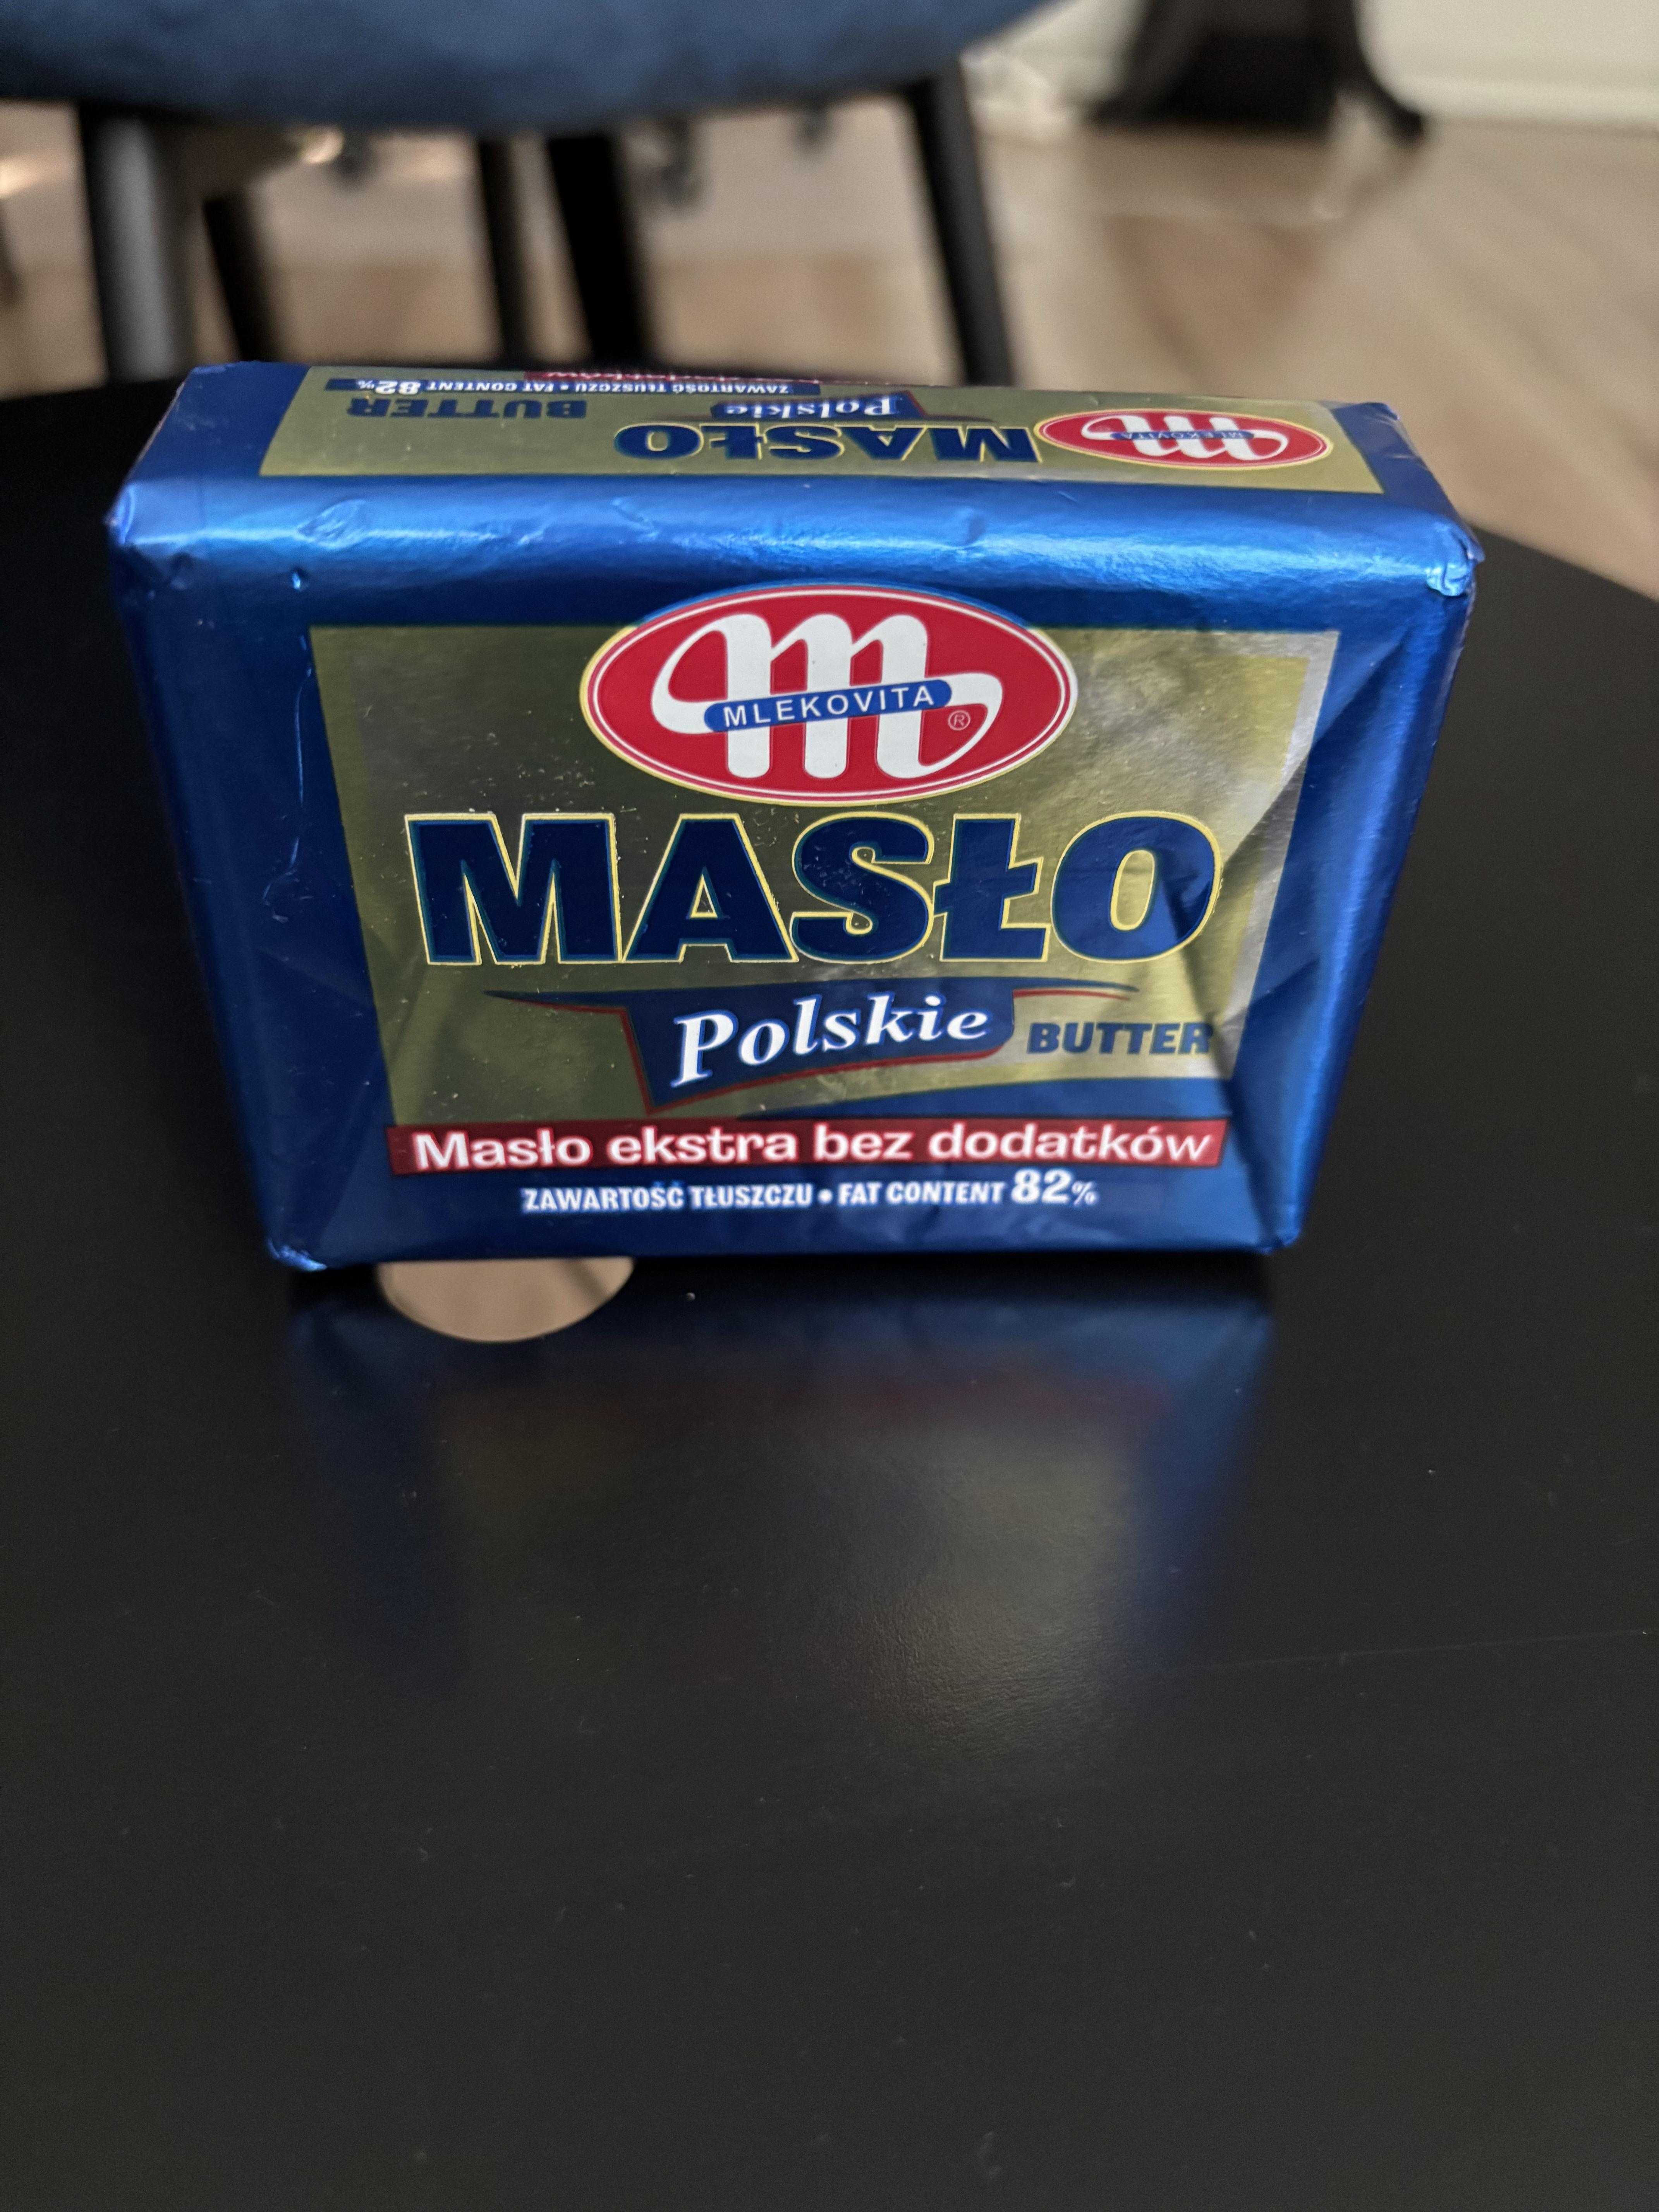 ZAWARTOŚĆ TŁUSZCZU • FAT CONTENT 82%
Polskie
BUTTER
MASŁO
MLEKOVITA
MLEKOVITA ®
MASŁO
Polskie BUTTER
Masło ekstra bez dodatków
ZAWARTOŚĆ TŁUSZCZU • FAT CONTENT 82%